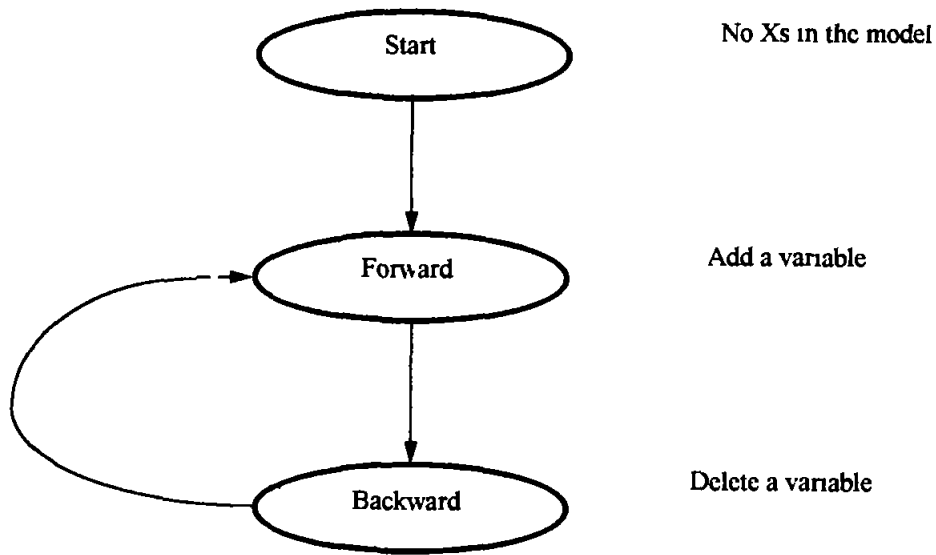 Start
No Xs in the model
Forward
Add a variable
Backward
Delete a variable